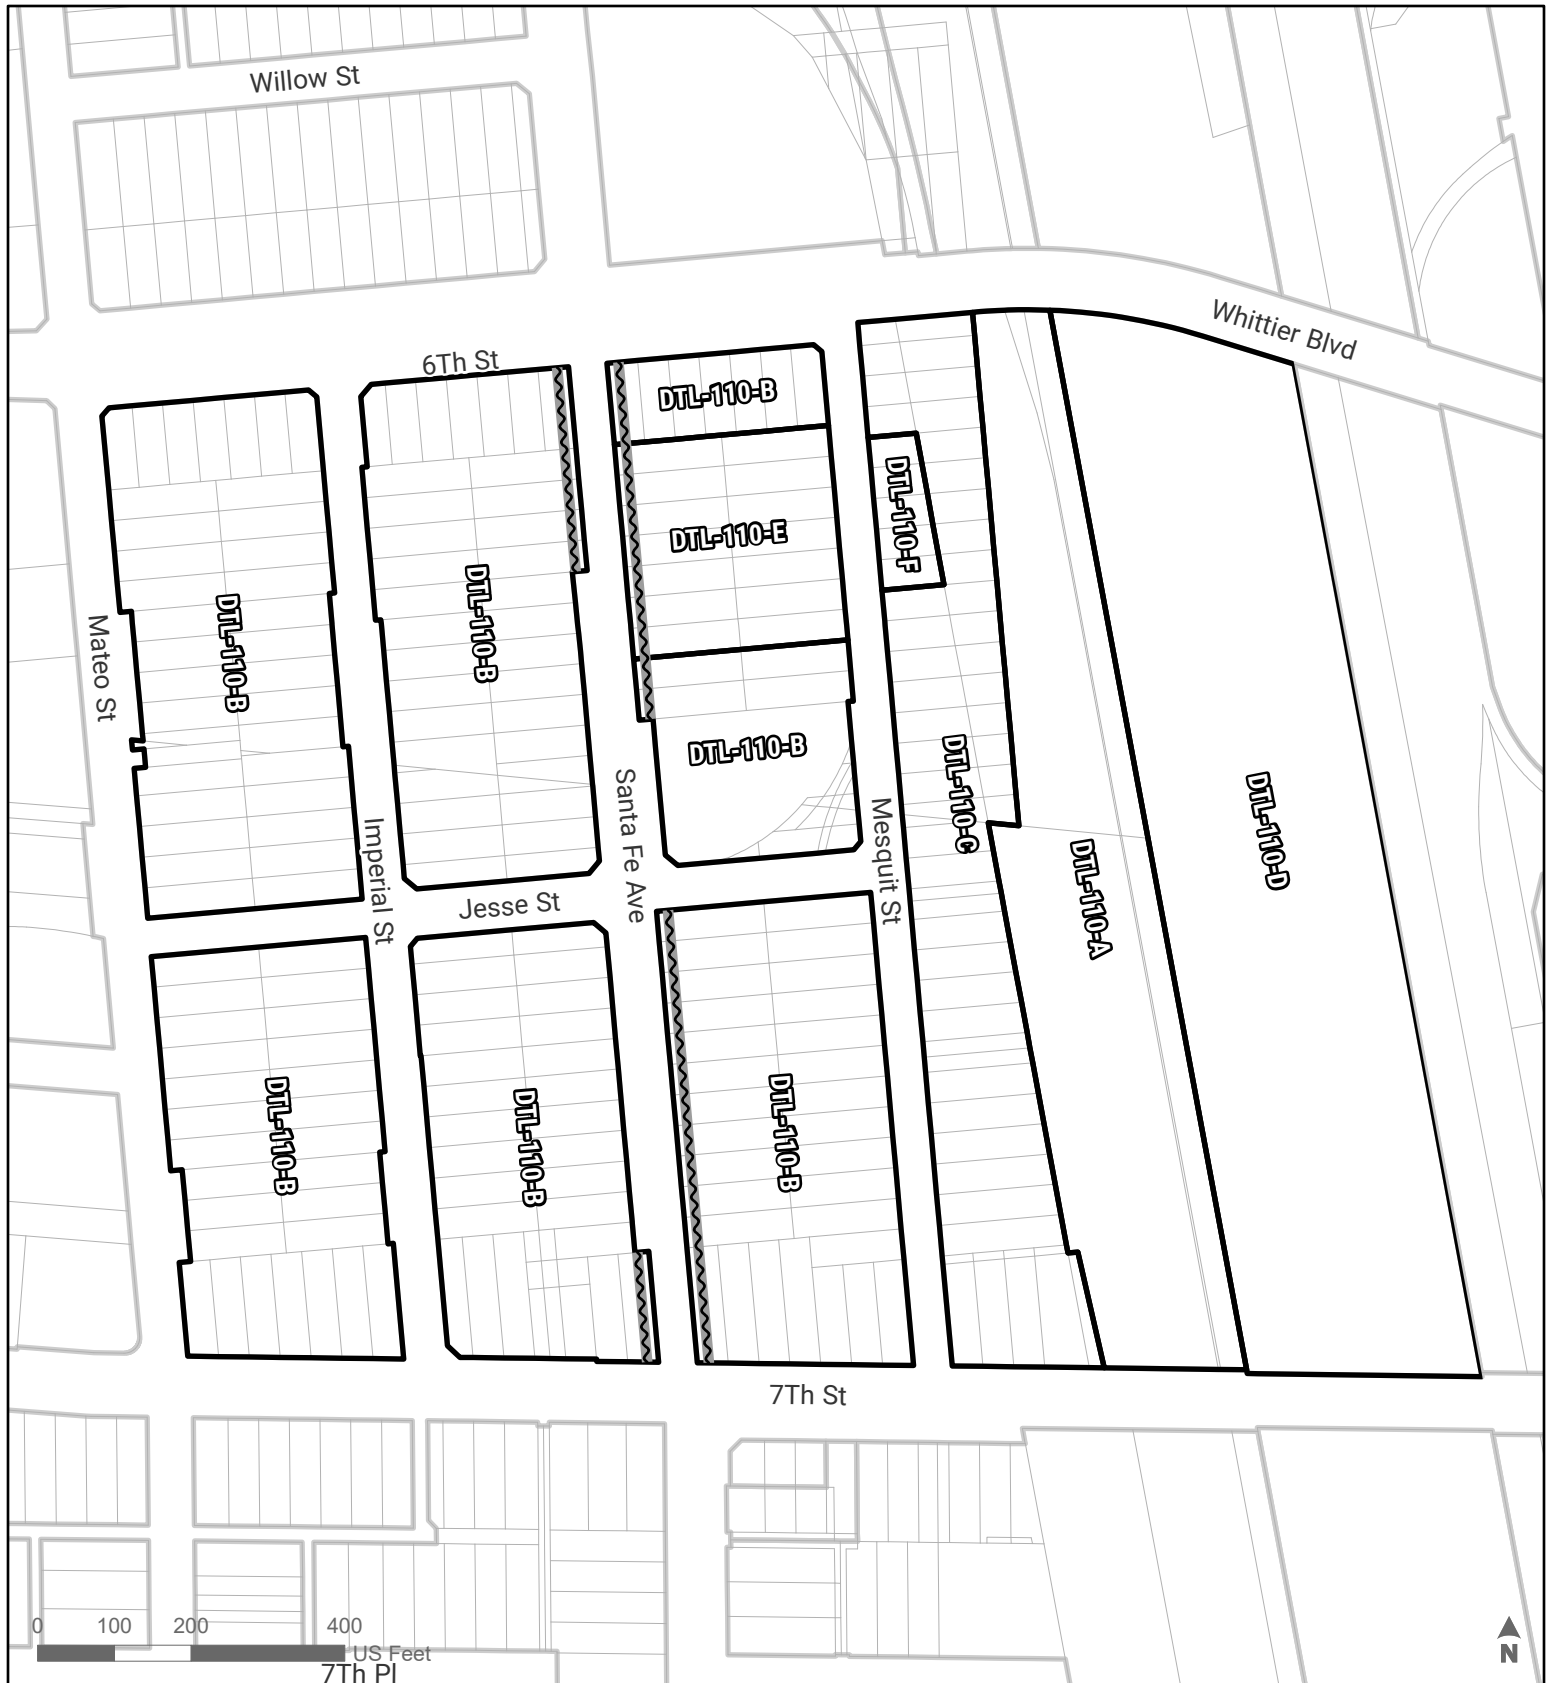 Willow St
Whittier Blvd
6Th St
DTL-110-B
DTL-110-F
DTL-110-E
DTL-110-B
DTL-110-B
Mateo St
DTL-110-B
DTL-110-C
DTL-110-D
Santa Fe Ave
Mesquit St
Imperial St
DTL-110-A
Jesse St
DTL-110-B
DTL-110-B
DTL-110-B
7Th St
0 100 200 400
US Feet
7Th Pl
N